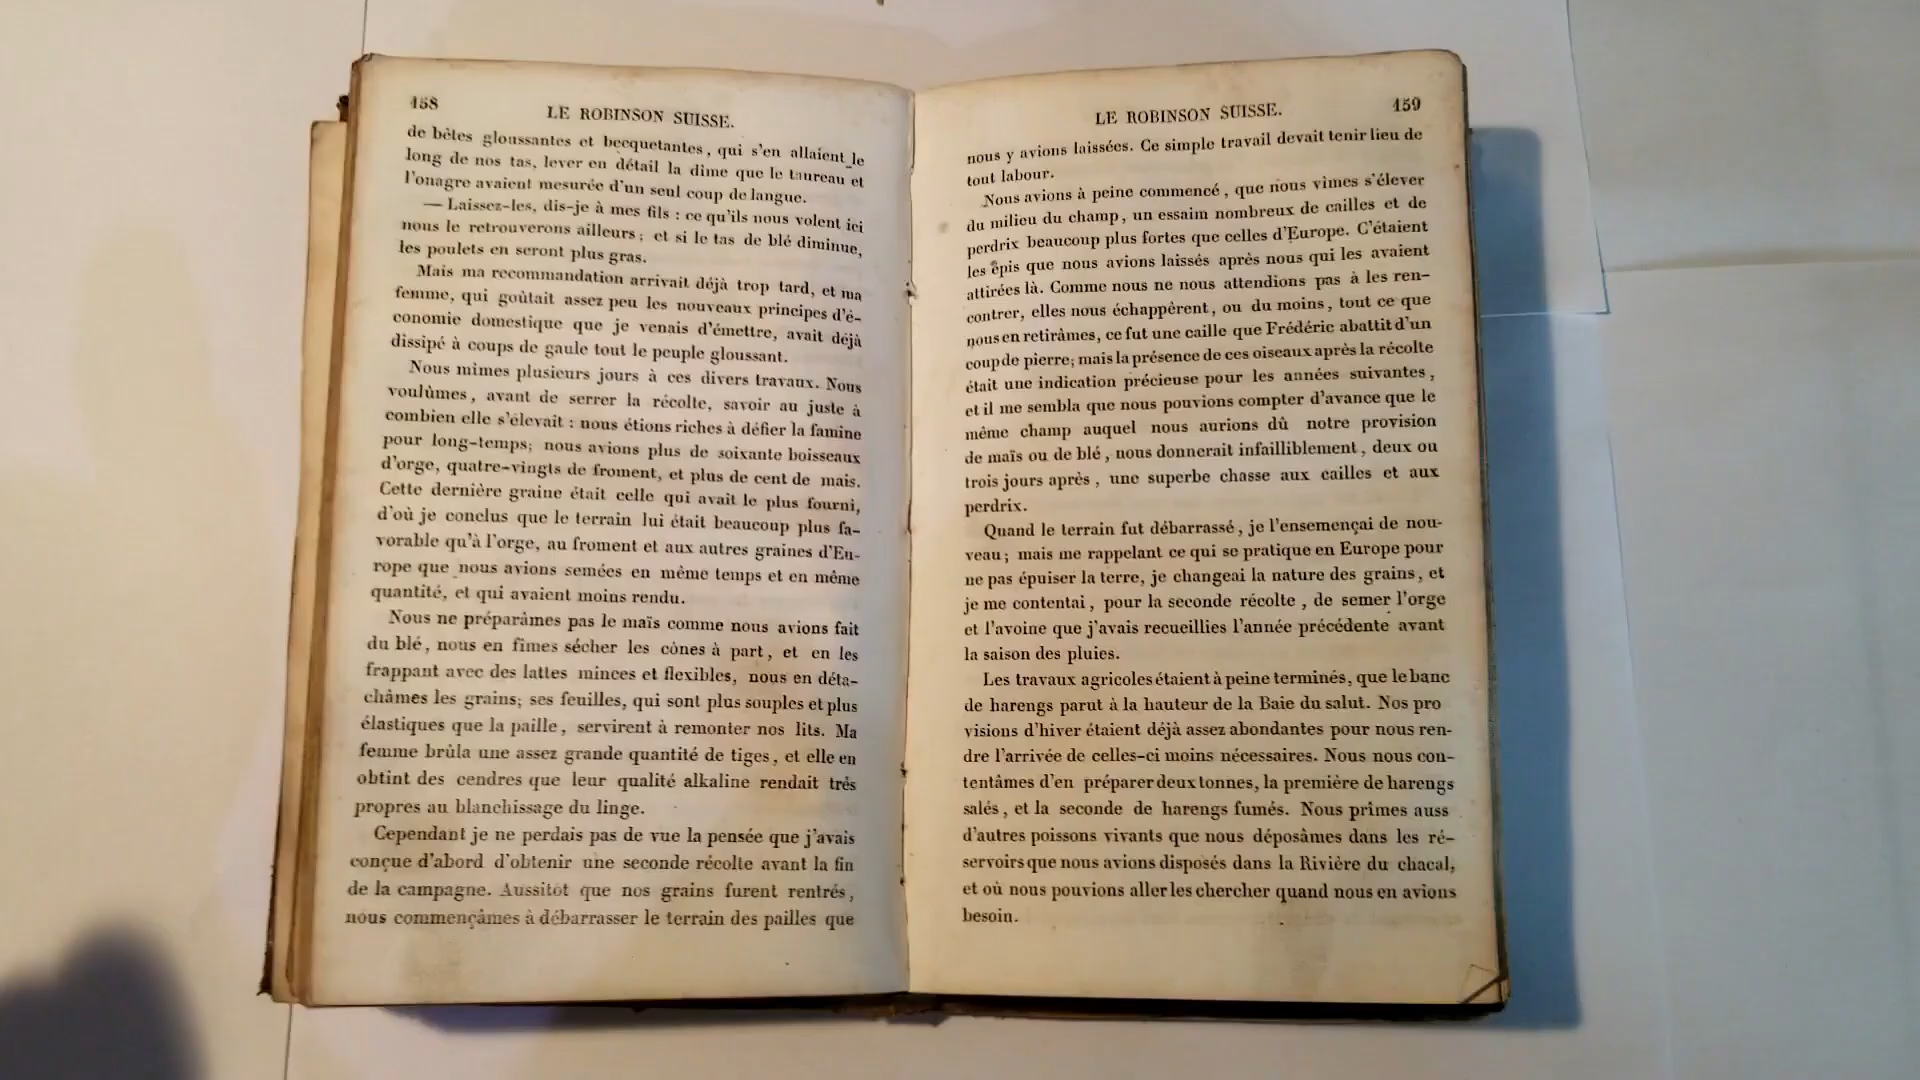 158
LE ROBINSON SUISSE.
de bêtes gloussantes et becquetantes, qui s'en allaient le
long de nos tas, lever en détail la dîme que le taureau et
l'onagre avaient mesurée d'un seul coup de langue.
— Laissez-les, dis-je à mes fils : ce qu'ils nous volent ici
nous le retrouverons ailleurs; et si le tas de blé diminue,
les poulets en seront plus gras.
Mais ma recommandation arrivait déjà trop tard, et ma
femme, qui goûtait assez peu les nouveaux principes d'é-
conomie domestique que je venais d'émettre, avait déjà
dissipé à coups de gaule tout le peuple gloussant.
Nous mîmes plusieurs jours à ces divers travaux. Nous
voulûmes, avant de serrer la récolte, savoir au juste à
combien elle s'élevait : nous étions riches à défier la famine
pour long-temps; nous avions plus de soixante boisseaux
d'orge, quatre-vingts de froment, et plus de cent de maïs.
Cette dernière graine était celle qui avait le plus fourni,
d'où je conclus que le terrain lui était beaucoup plus fa-
vorable qu'à l'orge, au froment et aux autres graines d'Eu-
rope que nous avions semées en même temps et en même
quantité, et qui avaient moins rendu.
Nous ne préparâmes pas le maïs comme nous avions fait
du blé, nous en fîmes sécher les cônes à part, et en les
frappant avec des lattes minces et flexibles, nous en déta-
châmes les grains; ses feuilles, qui sont plus souples et plus
élastiques que la paille, servirent à remonter nos lits. Ma
femme brûla une assez grande quantité de tiges, et elle en
obtint des cendres que leur qualité alkaline rendait très
propres au blanchissage du linge.
Cependant je ne perdais pas de vue la pensée que j'avais
conçue d'abord d'obtenir une seconde récolte avant la fin
de la campagne. Aussitôt que nos grains furent rentrés,
nous commençâmes à débarrasser le terrain des pailles que
LE ROBINSON SUISSE.
159
nous y avions laissées. Ce simple travail devait tenir lieu de
tout labour.
Nous avions à peine commencé, que nous vîmes s'élever
du milieu du champ, un essaim nombreux de cailles et de
perdrix beaucoup plus fortes que celles d'Europe. C'étaient
les épis que nous avions laissés après nous qui les avaient
attirées là. Comme nous ne nous attendions pas à les ren-
contrer, elles nous échappèrent, ou du moins, tout ce que
nous en retirâmes, ce fut une caille que Frédéric abattit d'un
coup de pierre; mais la présence de ces oiseaux après la récolte
était une indication précieuse pour les années suivantes,
et il me sembla que nous pouvions compter d'avance que le
même champ auquel nous aurions dû notre provision
de maïs ou de blé, nous donnerait infailliblement, deux ou
trois jours après, une superbe chasse aux cailles et aux
perdrix.
Quand le terrain fut débarrassé, je l'ensemençai de nou-
veau; mais me rappelant ce qui se pratique en Europe pour
ne pas épuiser la terre, je changeai la nature des grains, et
je me contentai, pour la seconde récolte, de semer l'orge
et l'avoine que j'avais recueillies l'année précédente avant
la saison des pluies.
Les travaux agricoles étaient à peine terminés, que le banc
de harengs parut à la hauteur de la Baie du salut. Nos pro
visions d'hiver étaient déjà assez abondantes pour nous ren-
dre l'arrivée de celles-ci moins nécessaires. Nous nous con-
tentâmes d'en préparer deux tonnes, la première de harengs
salés, et la seconde de harengs fumés. Nous prîmes auss
d'autres poissons vivants que nous déposâmes dans les ré-
servoirs que nous avions disposés dans la Rivière du chacal,
et où nous pouvions aller les chercher quand nous en avions
besoin.